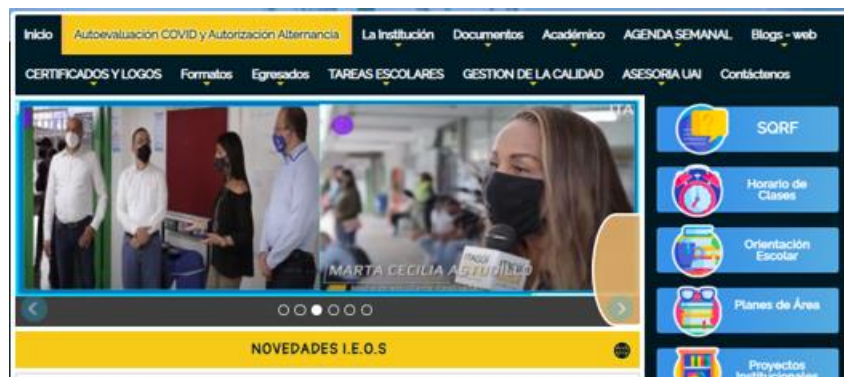 Inicio Autoevaluación COVID y Autorización Alternancia La Institución Documentos Académico AGENDA SEMANAL Blogs - web
CERTIFICADOS Y LOGOS Formatos Egresados TAREAS ESCOLARES GESTION DE LA CALIDAD ASESORIA UAI Contáctenos
ITA
MARTA CECILIA ASTUDILLO
NOVEDADES I.E.O.S
SQRF
Horario de
Clases
Orientación
Escolar
Planes de Área
Proyectos
Institucionales